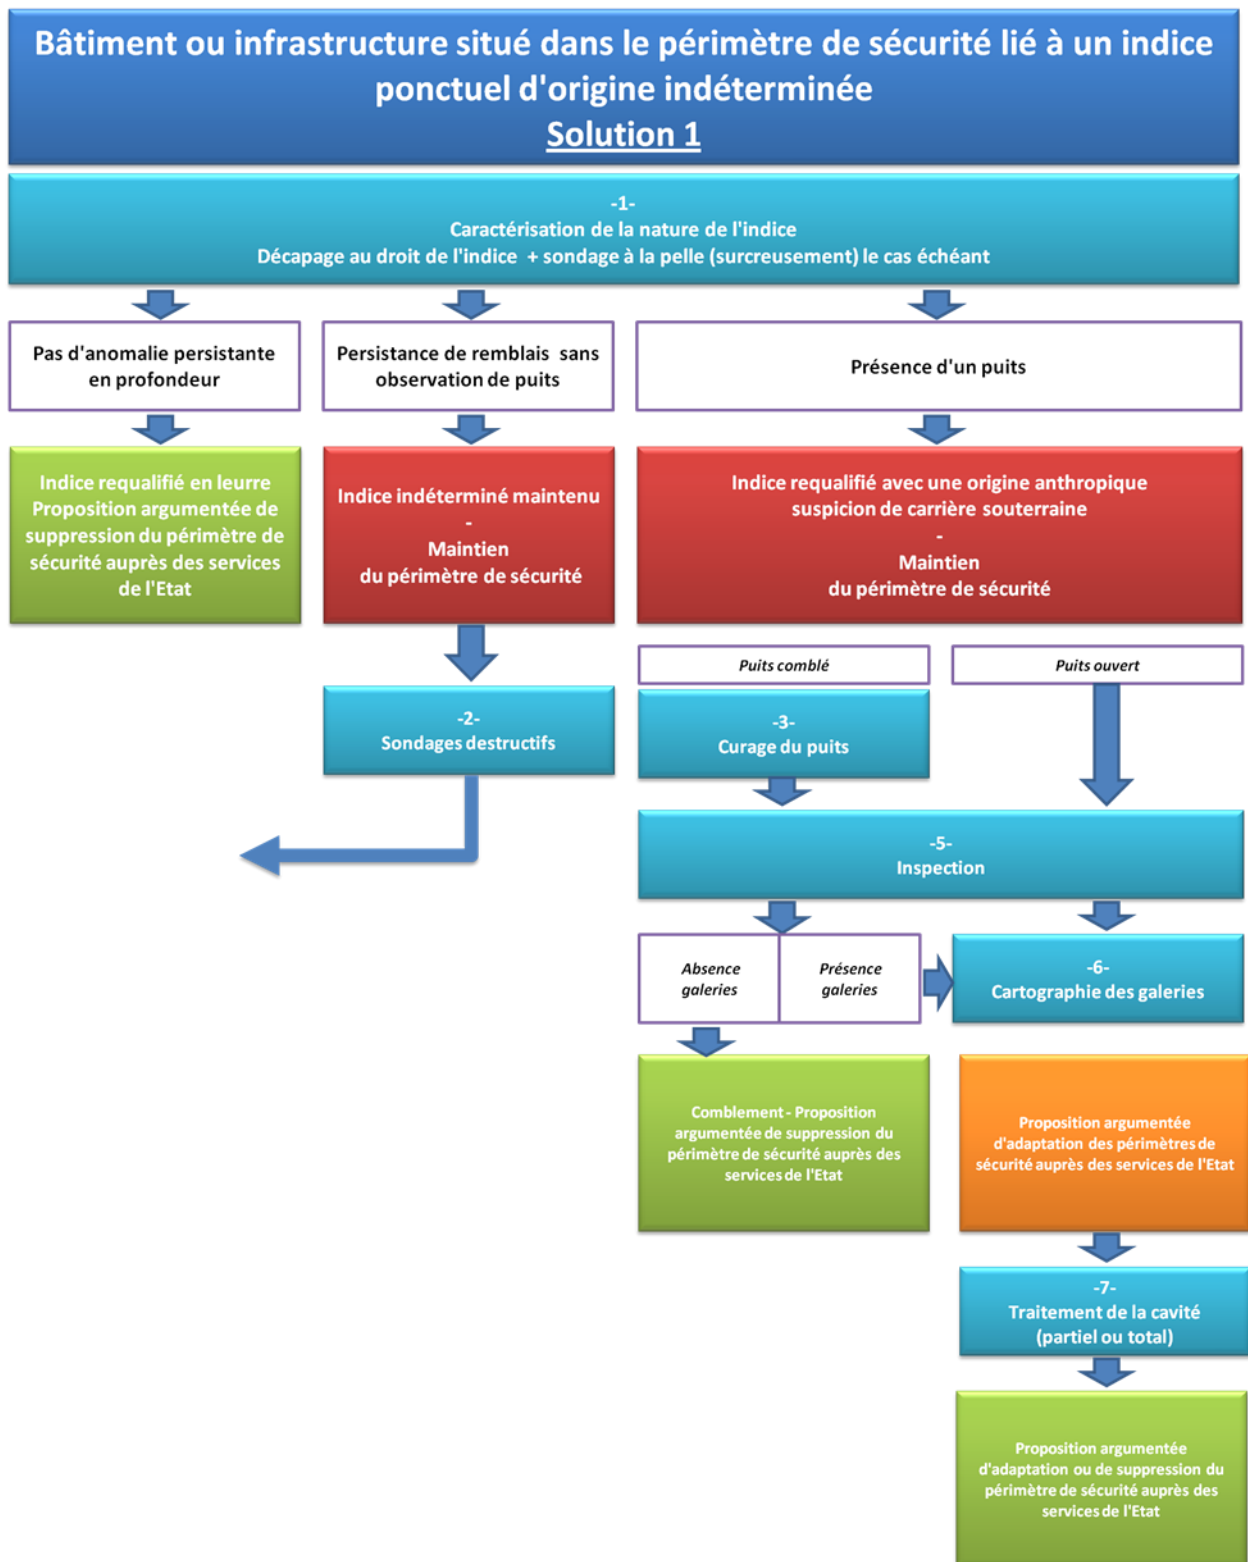 Bâtiment ou infrastructure situé dans le périmètre de sécurité lié à un indice
ponctuel d'origine indéterminée
Solution 1
-1-
Caractérisation de la nature de l'indice
Décapage au droit de l'indice + sondage à la pelle (surcreusement) le cas échéant
Pas d'anomalie persistante
en profondeur
Persistance de remblais sans
observation de puits
Présence d'un puits
Indice requalifié en leurre
Proposition argumentée de
suppression du périmètre de
sécurité auprès des services
de l'Etat
Indice indéterminé maintenu
-
Maintien
du périmètre de sécurité
Indice requalifié avec une origine anthropique
suspicion de carrière souterraine
-
Maintien
du périmètre de sécurité
Puits comblé
Puits ouvert
-2-
Sondages destructifs
-3-
Curage du puits
-5-
Inspection
Absence
galeries
Présence
galeries
-6-
Cartographie des galeries
Comblement - Proposition
argumentée de suppression du
périmètre de sécurité auprès des
services de l'Etat
Proposition argumentée
d'adaptation des périmètres de
sécurité auprès des services de l'Etat
-7-
Traitement de la cavité
(partiel ou total)
Proposition argumentée
d'adaptation ou de suppression du
périmètre de sécurité auprès des
services de l'Etat